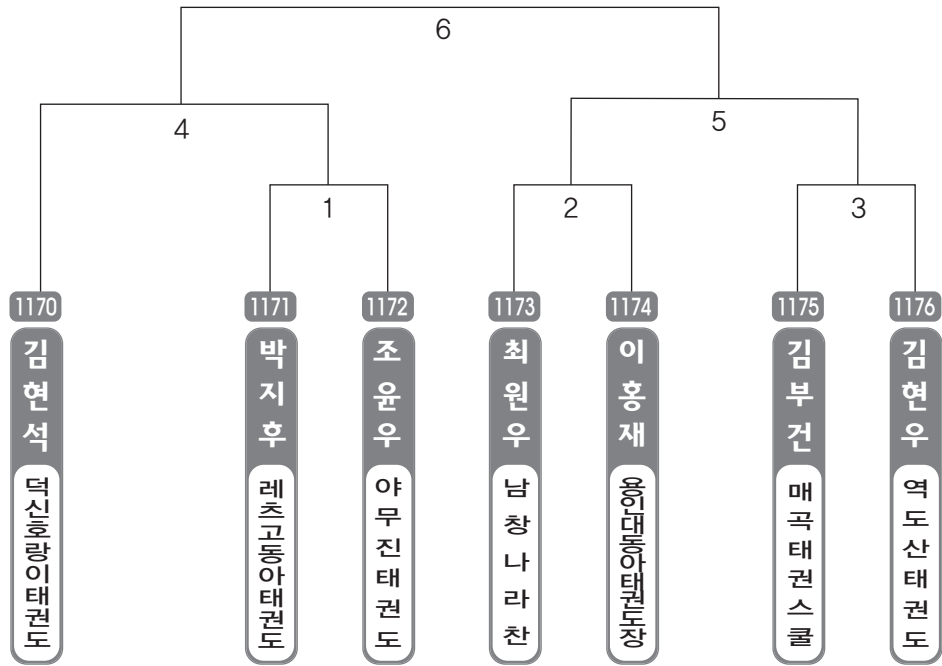 6
4
5
1
2
3
1170
1171
1172
1173
1174
1175
1176
김현석
박지후
조윤우
최원우
이홍재
김부건
김현우
덕신호랑이태권도
레츠고동아태권도
야무진태권도
남창나라찬
용인대동아태권도장
매곡태권스쿨
역도산태권도